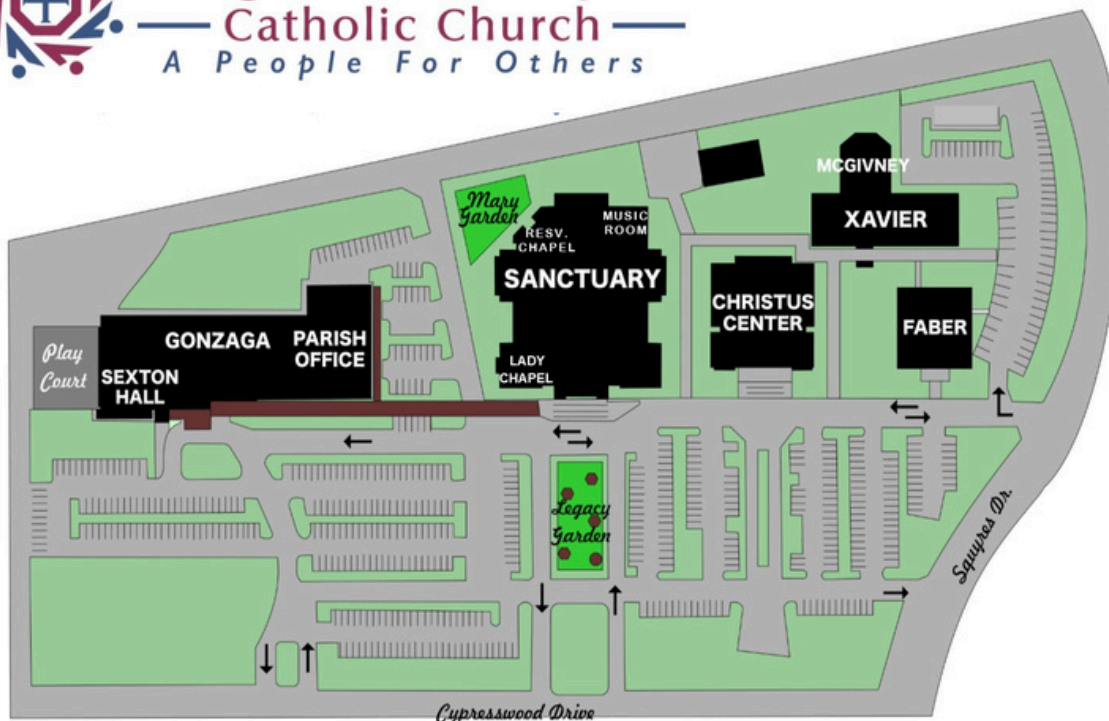 Catholic Church
A People For Others
MCGIVNEY
XAVIER
Mary
Garden
MUSIC
ROOM
RESV.
CHAPEL
SANCTUARY
CHRISTUS
CENTER
FABER
GONZAGA
PARISH
OFFICE
Play
Court
SEXTON
HALL
LADY
CHAPEL
Legacy
Garden
Squyres Dr.
Cypresswood Drive